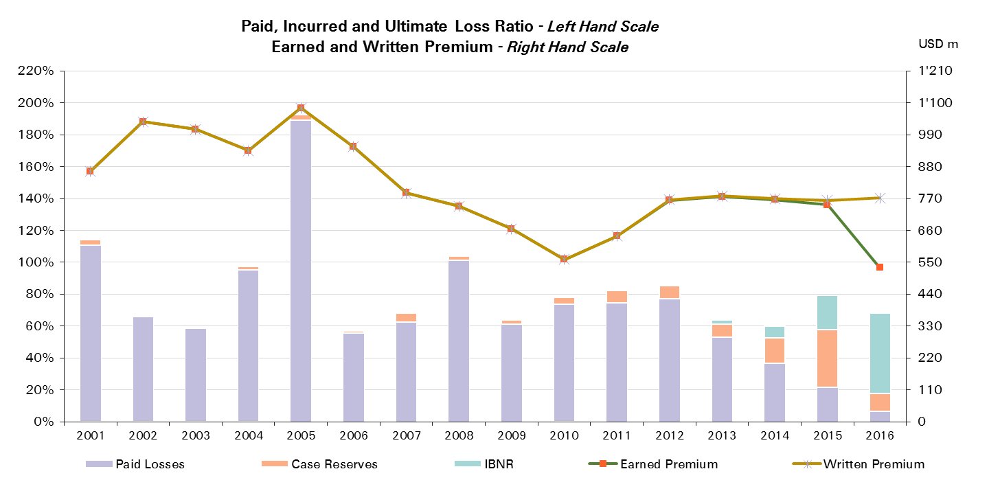 Paid, Incurred and Ultimate Loss Ratio - Left Hand Scale
Earned and Written Premium - Right Hand Scale
USD m
220% 1'210
200% 1'100
180% 990
160% 880
140% 770
120% 660
100% 550
80% 440
60% 330
40% 220
20% 110
0% 0
2001 2002 2003 2004 2005 2006 2007 2008 2009 2010 2011 2012 2013 2014 2015 2016
Paid Losses Case Reserves IBNR Earned Premium Written Premium